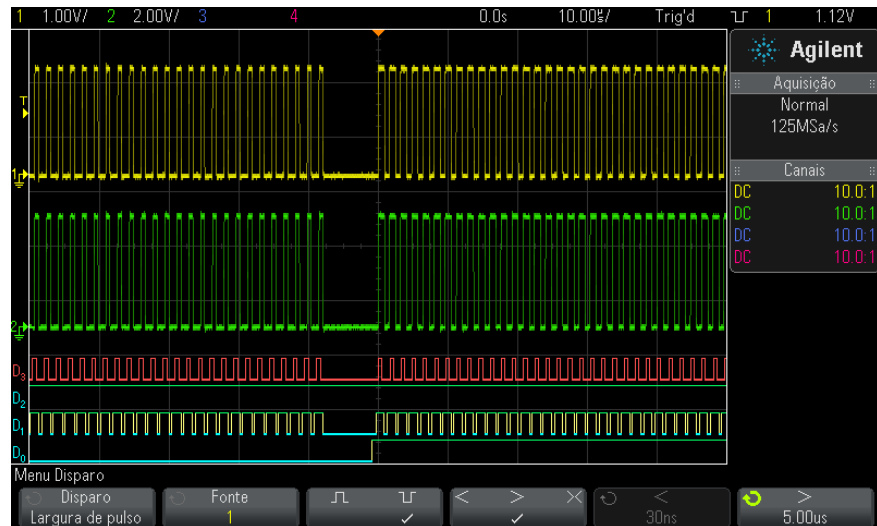 1 1.00V/ 2 2.00V/ 3 4 0.0s 10.00us/ Trig'd 1 1.12V
Agilent
Aquisição
Normal
125MSa/s
Canais
DC 10.0:1
DC 10.0:1
DC 10.0:1
DC 10.0:1
T
1
2
D3
D2
D1
D0
Menu Disparo
Disparo
Largura de pulso
Fonte
1
< > ><
<
30ns
>
5.00us